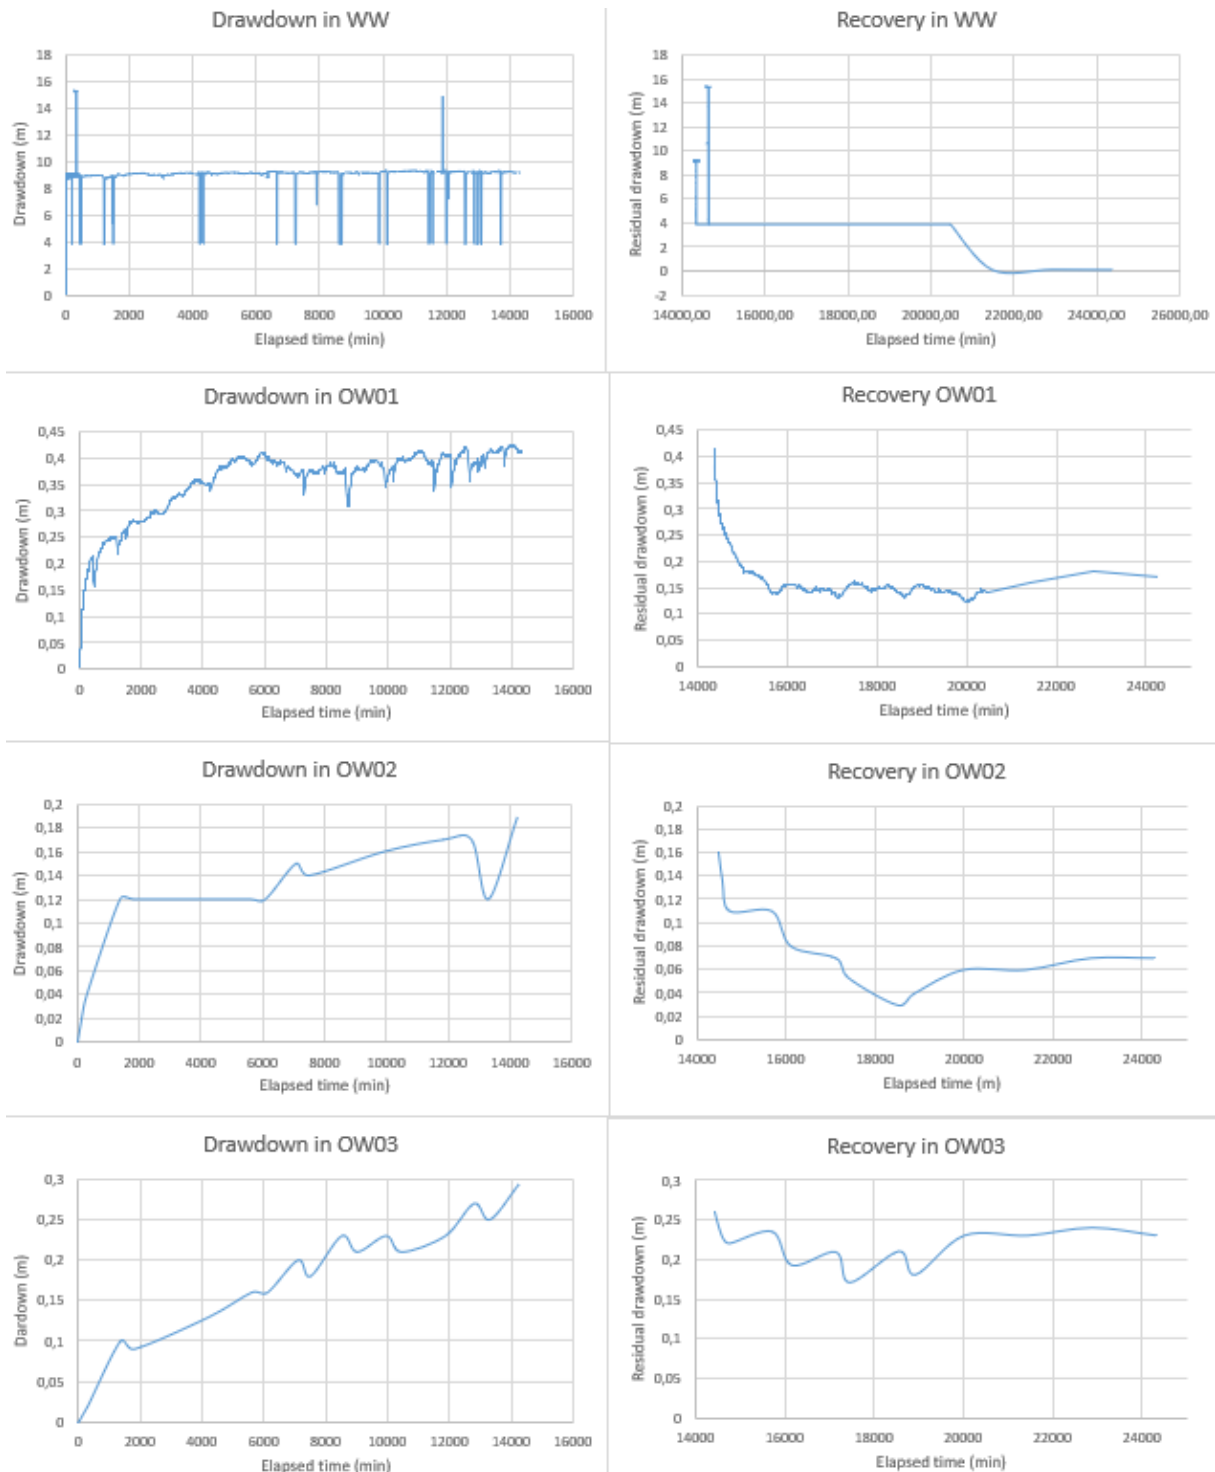 Drawdown in WW
Drawdown (m)
18
16
14
12
10
8
6
4
2
0
0 2000 4000 6000 8000 10000 12000 14000 16000
Elapsed time (min)
Recovery in WW
Residual drawdown (m)
18
16
14
12
10
8
6
4
2
0
-2
14000,00 16000,00 18000,00 20000,00 22000,00 24000,00 26000,00
Elapsed time (min)
Drawdown in OW01
Drawdown (m)
0,45
0,4
0,35
0,3
0,25
0,2
0,15
0,1
0,05
0
0 2000 4000 6000 8000 10000 12000 14000 16000
Elapsed time (min)
Recovery OW01
Residual drawdown (m)
0,45
0,4
0,35
0,3
0,25
0,2
0,15
0,1
0,05
0
14000 16000 18000 20000 22000 24000
Elapsed time (min)
Drawdown in OW02
Drawdown (m)
0,2
0,18
0,16
0,14
0,12
0,1
0,08
0,06
0,04
0,02
0
0 2000 4000 6000 8000 10000 12000 14000 16000
Elapsed time (min)
Recovery in OW02
Residual drawdown (m)
0,2
0,18
0,16
0,14
0,12
0,1
0,08
0,06
0,04
0,02
0
14000 16000 18000 20000 22000 24000
Elapsed time (m)
Drawdown in OW03
Dardown (m)
0,3
0,25
0,2
0,15
0,1
0,05
0
0 2000 4000 6000 8000 10000 12000 14000 16000
Elapsed time (min)
Recovery in OW03
Residual drawdown (m)
0,3
0,25
0,2
0,15
0,1
0,05
0
14000 16000 18000 20000 22000 24000
Elapsed time (min)